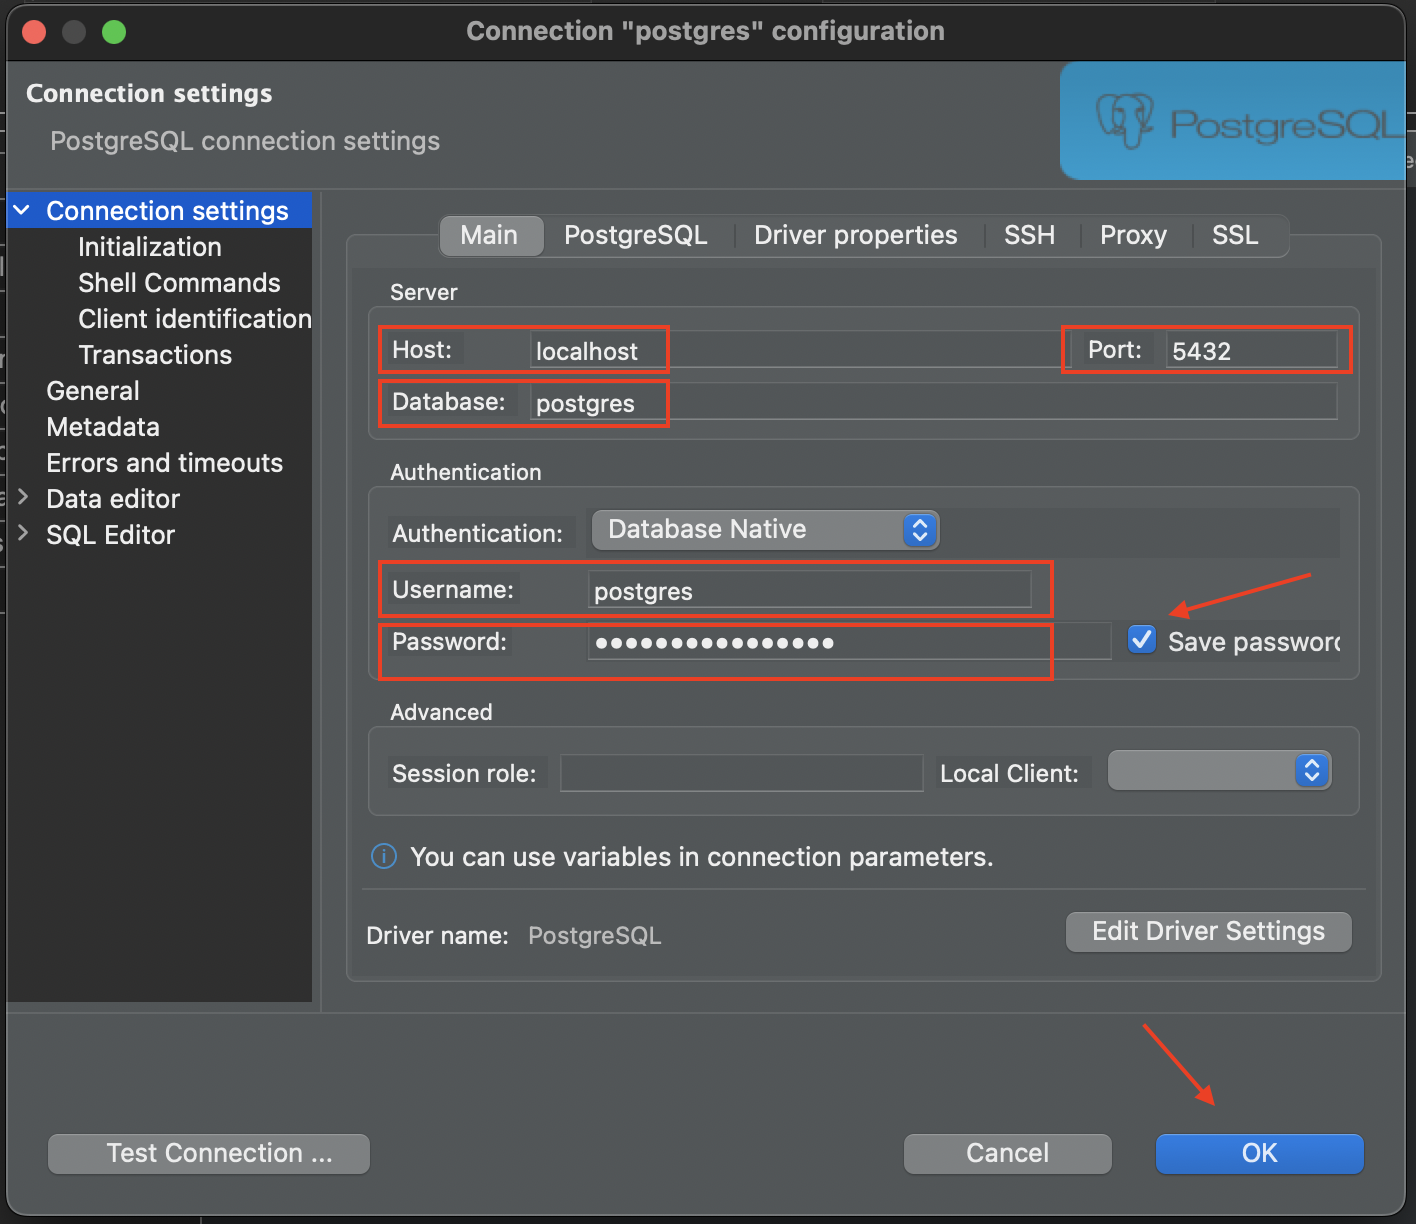 Connection "postgres" configuration
Connection settings
PostgreSQL connection settings
PostgreSQL
Connection settings
Initialization
Shell Commands
Client identification
Transactions
General
Metadata
Errors and timeouts
Data editor
SQL Editor
Main PostgreSQL Driver properties SSH Proxy SSL
Server
Host: localhost Port: 5432
Database: postgres
Authentication
Authentication: Database Native
Username: postgres
Password: ●●●●●●●●●●●●●●●● Save password
Advanced
Session role: Local Client:
You can use variables in connection parameters.
Driver name: PostgreSQL Edit Driver Settings
Test Connection ... Cancel OK